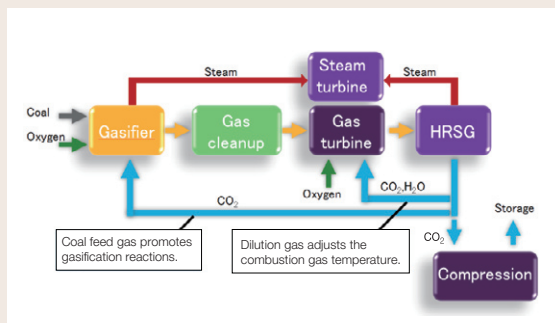 Steam
turbine
Steam
Steam
Coal
Oxygen
Gasifier
Gas
cleanup
Gas
turbine
HRSG
Oxygen
CO₂,H₂O
CO₂
Storage
CO₂
Coal feed gas promotes
gasification reactions.
Dilution gas adjusts the
combustion gas temperature.
Compression